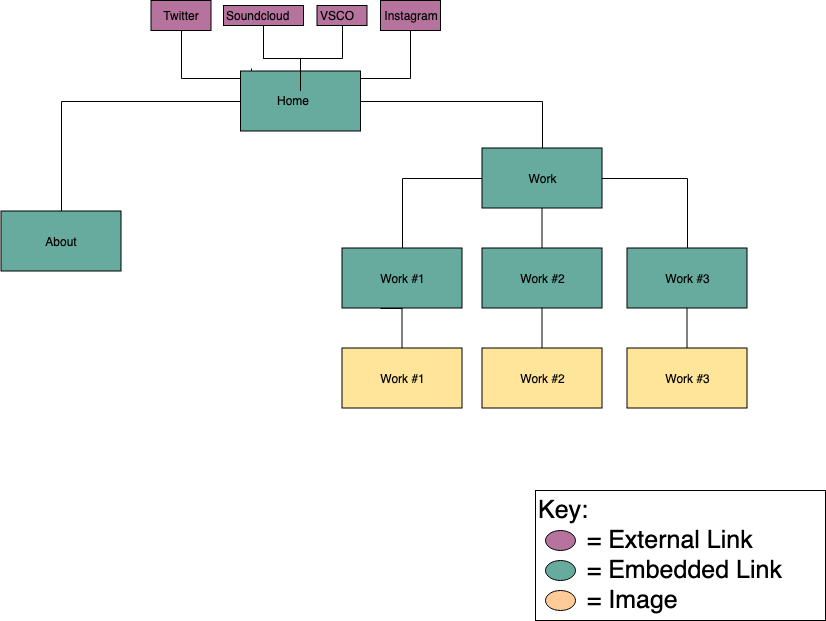 Twitter
Soundcloud
VSCO
Instagram
Home
Work
About
Work #1
Work #2
Work #3
Work #1
Work #2
Work #3
Key:
= External Link
= Embedded Link
= Image